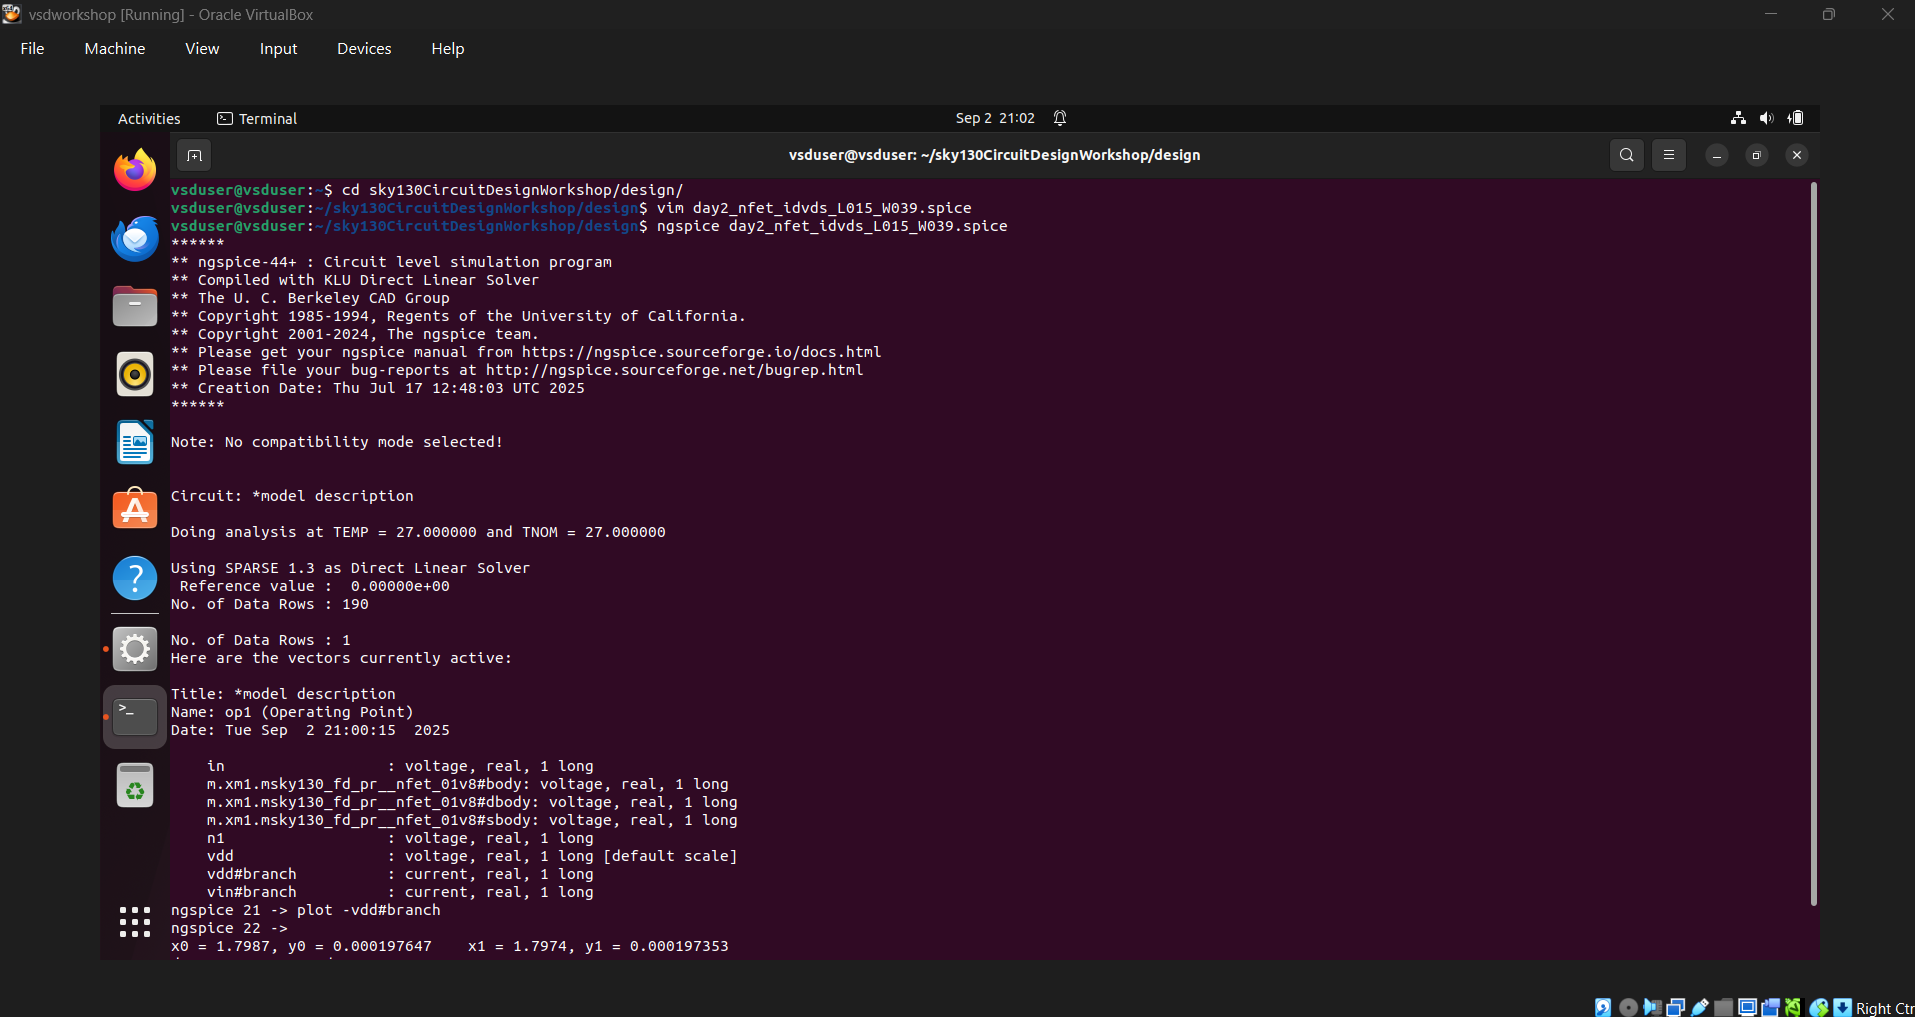 vsdworkshop [Running] - Oracle VirtualBox
File Machine View Input Devices Help
Activities Terminal Sep 2 21:02
vsduser@vsduser: ~/sky130CircuitDesignWorkshop/design
vsduser@vsduser:~$ cd sky130CircuitDesignWorkshop/design/
vsduser@vsduser:~/sky130CircuitDesignWorkshop/design$ vim day2_nfet_idvds_L015_W039.spice
vsduser@vsduser:~/sky130CircuitDesignWorkshop/design$ ngspice day2_nfet_idvds_L015_W039.spice
******
** ngspice-44+ : Circuit level simulation program
** Compiled with KLU Direct Linear Solver
** The U. C. Berkeley CAD Group
** Copyright 1985-1994, Regents of the University of California.
** Copyright 2001-2024, The ngspice team.
** Please get your ngspice manual from https://ngspice.sourceforge.io/docs.html
** Please file your bug-reports at http://ngspice.sourceforge.net/bugrep.html
** Creation Date: Thu Jul 17 12:48:03 UTC 2025
******
Note: No compatibility mode selected!
Circuit: *model description
Doing analysis at TEMP = 27.000000 and TNOM = 27.000000
Using SPARSE 1.3 as Direct Linear Solver
Reference value :  0.00000e+00
No. of Data Rows : 190
No. of Data Rows : 1
Here are the vectors currently active:
Title: *model description
Name: op1 (Operating Point)
Date: Tue Sep  2 21:00:15  2025
in                  : voltage, real, 1 long
m.xm1.msky130_fd_pr__nfet_01v8#body: voltage, real, 1 long
m.xm1.msky130_fd_pr__nfet_01v8#dbody: voltage, real, 1 long
m.xm1.msky130_fd_pr__nfet_01v8#sbody: voltage, real, 1 long
n1                  : voltage, real, 1 long
vdd                 : voltage, real, 1 long [default scale]
vdd#branch          : current, real, 1 long
vin#branch          : current, real, 1 long
ngspice 21 -> plot -vdd#branch
ngspice 22 ->
x0 = 1.7987, y0 = 0.000197647    x1 = 1.7974, y1 = 0.000197353
Right Ctr